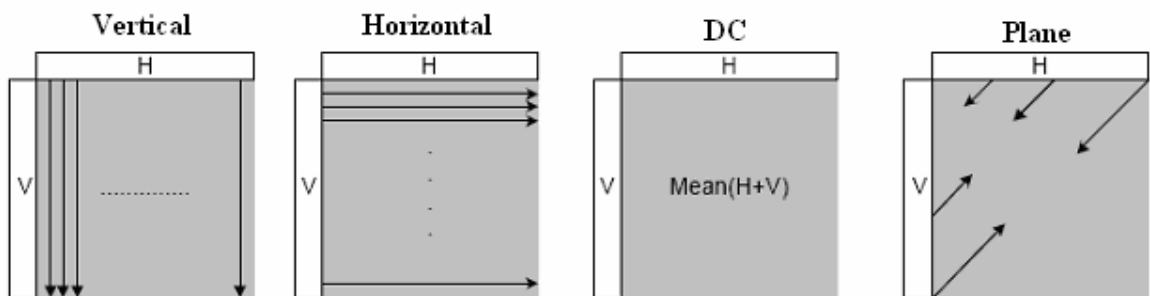 Vertical
Horizontal
DC
Plane
H
H
H
H
V
V
V
V
Mean(H+V)